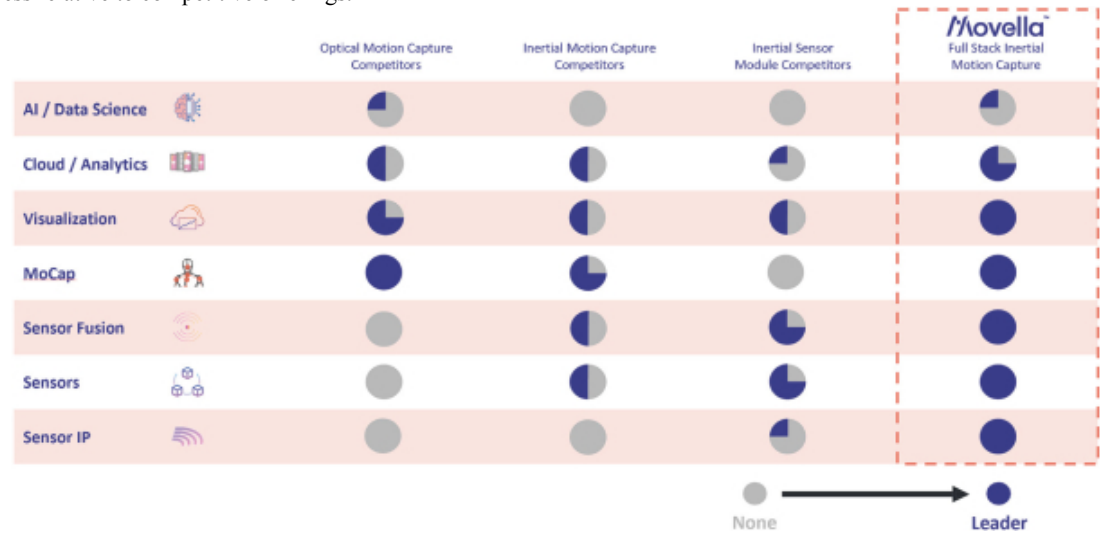 Movella™
Optical Motion Capture
Competitors
Inertial Motion Capture
Competitors
Inertial Sensor
Module Competitors
Full Stack Inertial
Motion Capture
AI / Data Science
Cloud / Analytics
Visualization
MoCap
Sensor Fusion
Sensors
Sensor IP
None
Leader